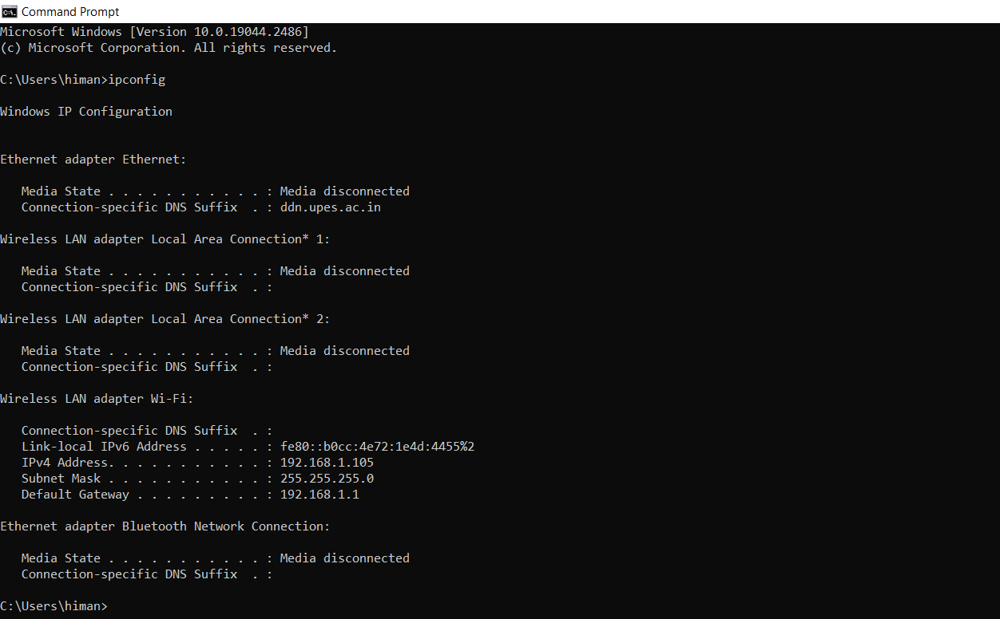 Command Prompt
Microsoft Windows [Version 10.0.19044.2486]
(c) Microsoft Corporation. All rights reserved.
C:\Users\himan>ipconfig
Windows IP Configuration
Ethernet adapter Ethernet:
   Media State . . . . . . . . . . . : Media disconnected
   Connection-specific DNS Suffix  . : ddn.upes.ac.in
Wireless LAN adapter Local Area Connection* 1:
   Media State . . . . . . . . . . . : Media disconnected
   Connection-specific DNS Suffix  . :
Wireless LAN adapter Local Area Connection* 2:
   Media State . . . . . . . . . . . : Media disconnected
   Connection-specific DNS Suffix  . :
Wireless LAN adapter Wi-Fi:
   Connection-specific DNS Suffix  . :
   Link-local IPv6 Address . . . . . : fe80::b0cc:4e72:1e4d:4455%2
   IPv4 Address. . . . . . . . . . . : 192.168.1.105
   Subnet Mask . . . . . . . . . . . : 255.255.255.0
   Default Gateway . . . . . . . . . : 192.168.1.1
Ethernet adapter Bluetooth Network Connection:
   Media State . . . . . . . . . . . : Media disconnected
   Connection-specific DNS Suffix  . :
C:\Users\himan>